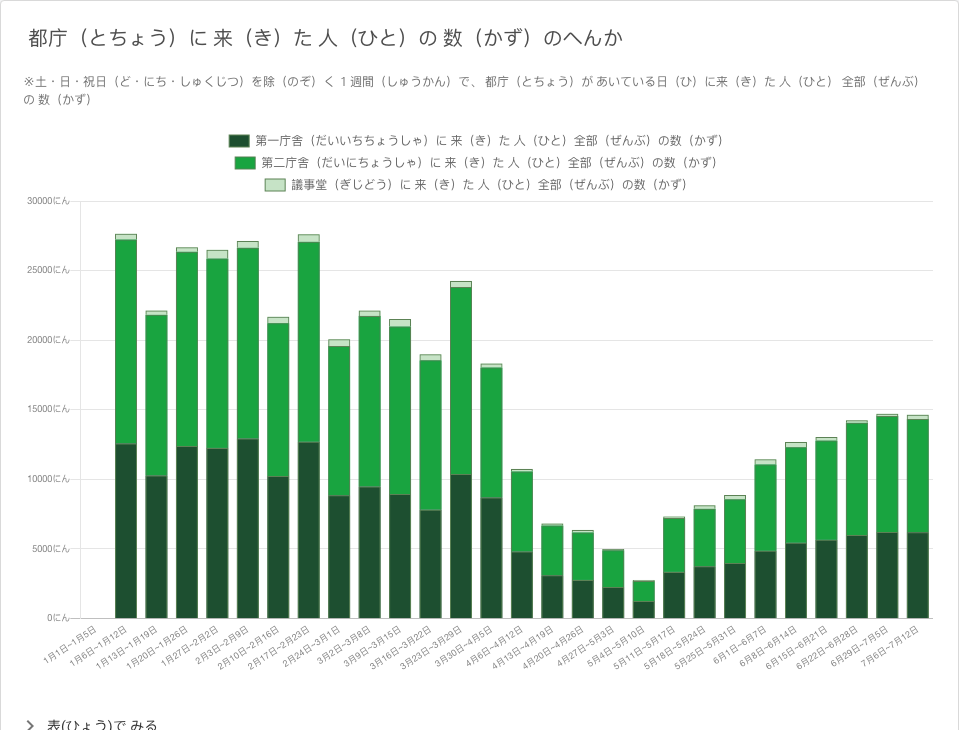 都庁（とちょう）に 来（き）た 人（ひと）の 数（かず）のへんか
※土・日・祝日（ど・にち・しゅくじつ）を除（のぞ）く 1 週間（しゅうかん）で、都庁（とちょう）が あいている日（ひ）に来（き）た 人（ひと） 全部（ぜんぶ）
の 数（かず）
第一庁舎（だいいちちょうしゃ）に 来（き）た 人（ひと）全部（ぜんぶ）の数（かず）
第二庁舎（だいにちょうしゃ）に 来（き）た 人（ひと）全部（ぜんぶ）の数（かず）
議事堂（ぎじどう）に 来（き）た 人（ひと）全部（ぜんぶ）の数（かず）
30000にん
25000にん
20000にん
15000にん
10000にん
5000にん
0にん
1月1日~1月5日
1月6日~1月12日
1月13日~1月19日
1月20日~1月26日
1月27日~2月2日
2月3日~2月9日
2月10日~2月16日
2月17日~2月23日
2月24日~3月1日
3月2日~3月8日
3月9日~3月15日
3月16日~3月22日
3月23日~3月29日
3月30日~4月5日
4月6日~4月12日
4月13日~4月19日
4月20日~4月26日
4月27日~5月3日
5月4日~5月10日
5月11日~5月17日
5月18日~5月24日
5月25日~5月31日
6月1日~6月7日
6月8日~6月14日
6月15日~6月21日
6月22日~6月28日
6月29日~7月5日
7月6日~7月12日
表(ひょう)で みる